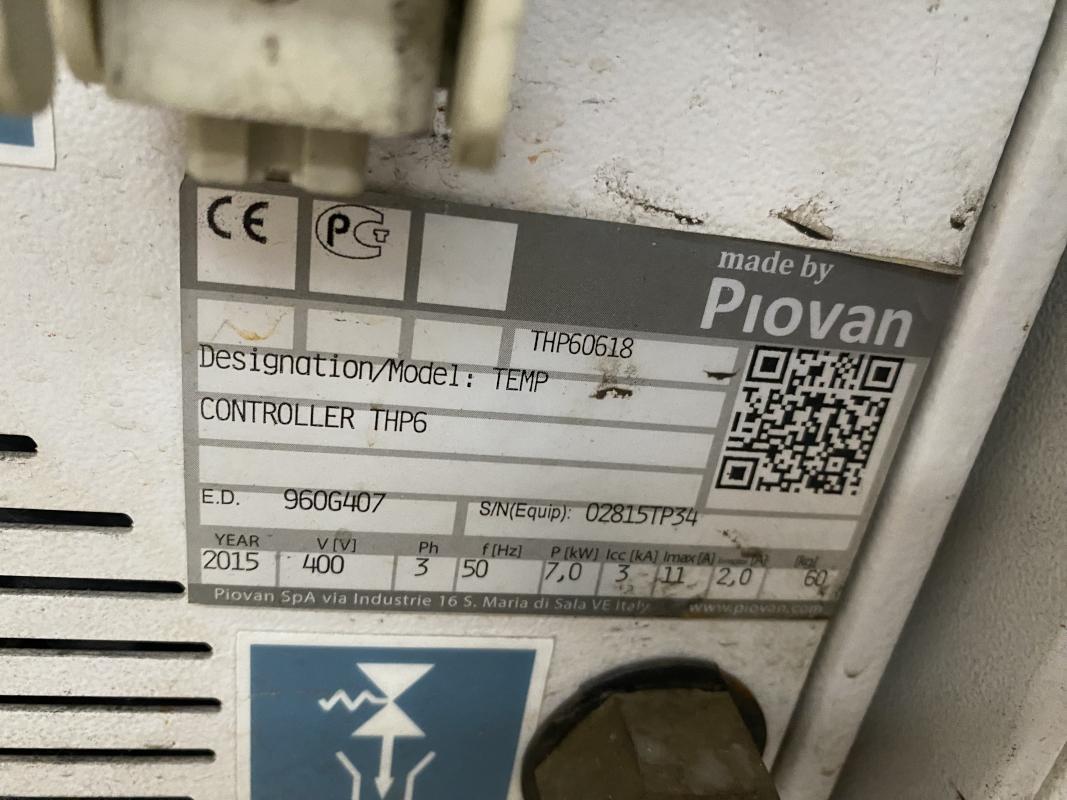 CE PG
made by
Piovan
THP60618
Designation/Model: TEMP
CONTROLLER THP6
E.D. 960G407 S/N(Equip): 02815TP34
YEAR V [V] Ph f [Hz] P [kW] Icc [kA] Imax [A] [A] [kg]
2015 400 3 50 7,0 3 11 2,0 60
Piovan SpA via Industrie 16 S. Maria di Sala VE Italy www.piovan.com